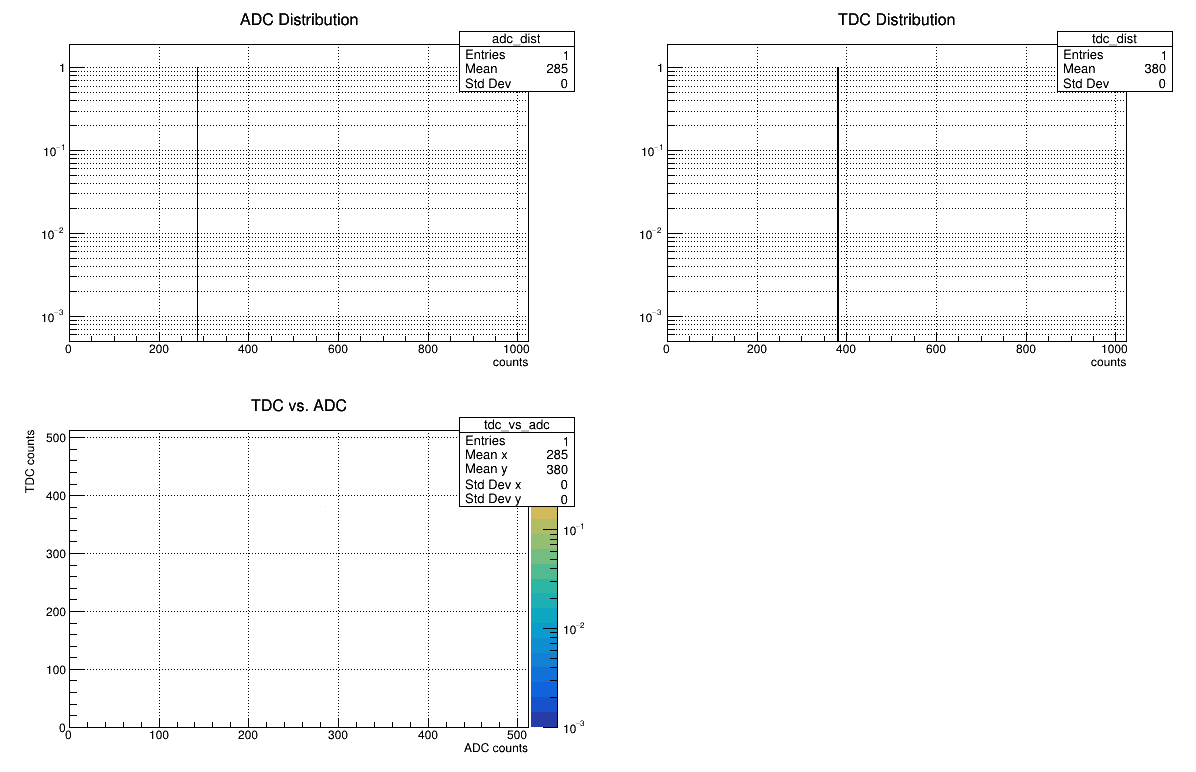 ADC Distribution
adc_dist
Entries 1
Mean 285
Std Dev 0
1
10⁻¹
10⁻²
10⁻³
0 200 400 600 800 1000
counts
TDC Distribution
tdc_dist
Entries 1
Mean 380
Std Dev 0
1
10⁻¹
10⁻²
10⁻³
0 200 400 600 800 1000
counts
TDC vs. ADC
tdc_vs_adc
Entries 1
Mean x 285
Mean y 380
Std Dev x 0
Std Dev y 0
TDC counts
500
400
300
200
100
0
0 100 200 300 400 500
ADC counts
10⁻¹
10⁻²
10⁻³